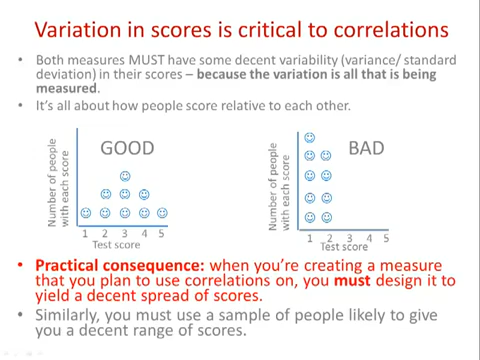 Variation in scores is critical to correlations
• Both measures MUST have some decent variability (variance/ standard
deviation) in their scores – because the variation is all that is being
measured.
• It's all about how people score relative to each other.
GOOD
Number of people
with each score
1 2 3 4 5
Test score
BAD
Number of people
with each score
1 2 3 4 5
Test score
• Practical consequence: when you're creating a measure
that you plan to use correlations on, you must design it to
yield a decent spread of scores.
• Similarly, you must use a sample of people likely to give
you a decent range of scores.